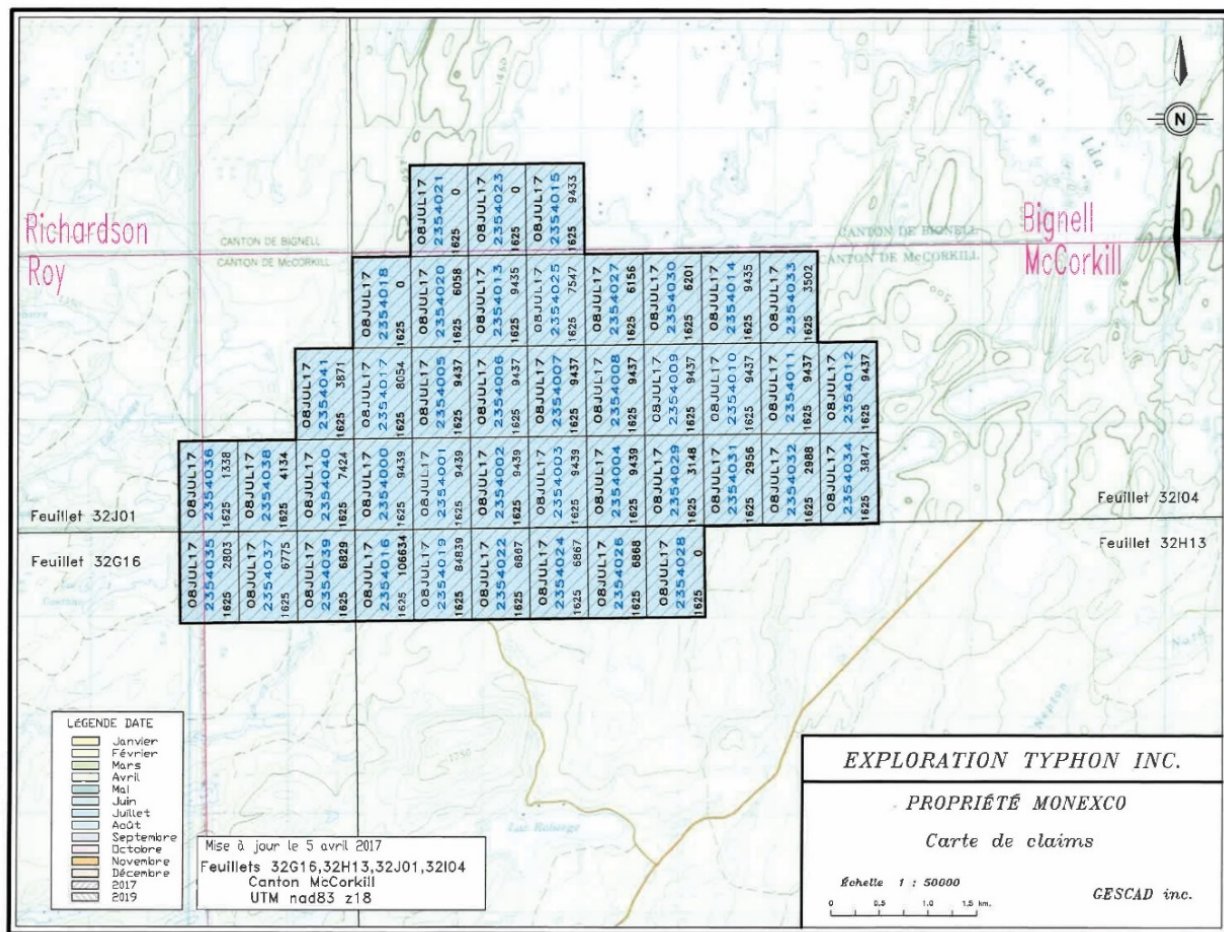 1450
Lac
Ida
N
Richardson
Roy
CANTON DE BIGNELL
CANTON DE McCORKILL
CANTON DE BIGNELL
CANTON DE McCORKILL
Bignell
McCorkill
08JUL17
2354021
1625 0
08JUL17
2354023
1625 0
08JUL17
2354015
1625 9433
08JUL17
2354018
1625 0
08JUL17
2354020
1625 6058
08JUL17
2354013
1625 9435
08JUL17
2354025
1625 7547
08JUL17
2354027
1625 6156
08JUL17
2354030
1625 6201
08JUL17
2354014
1625 9435
08JUL17
2354033
1625 3502
08JUL17
2354041
1625 3871
08JUL17
2354017
1625 8054
08JUL17
2354005
1625 9437
08JUL17
2354006
1625 9437
08JUL17
2354007
1625 9437
08JUL17
2354008
1625 9437
08JUL17
2354009
1625 9437
08JUL17
2354010
1625 9437
08JUL17
2354011
1625 9437
08JUL17
2354012
1625 9437
08JUL17
2354036
1625 1338
08JUL17
2354038
1625 4134
08JUL17
2354040
1625 7424
08JUL17
2354000
1625 9439
08JUL17
2354001
1625 9439
08JUL17
2354002
1625 9439
08JUL17
2354003
1625 9439
08JUL17
2354004
1625 9439
08JUL17
2354029
1625 3148
08JUL17
2354031
1625 2956
08JUL17
2354032
1625 2988
08JUL17
2354034
1625 3847
Feuillet 32J01
Feuillet 32G16
Feuillet 32I04
Feuillet 32H13
08JUL17
2354035
1625 2803
08JUL17
2354037
1625 6775
08JUL17
2354039
1625 6829
08JUL17
2354016
1625 106634
08JUL17
2354019
1625 84839
08JUL17
2354022
1625 6867
08JUL17
2354024
1625 6867
08JUL17
2354026
1625 6868
08JUL17
2354028
1625 0
1250
Lac Roberge
LÉGENDE DATE
Janvier
Février
Mars
Avril
Mai
Juin
Juillet
Août
Septembre
Octobre
Novembre
Décembre
2017
2019
Mise à jour le 5 avril 2017
Feuillets 32G16,32H13,32J01,32I04
Canton McCorkill
UTM nad83 z18
EXPLORATION TYPHON INC.
PROPRIÉTÉ MONEXCO
Carte de claims
Échelle 1 : 50000
0 0.5 1.0 1.5 km.
GESCAD inc.